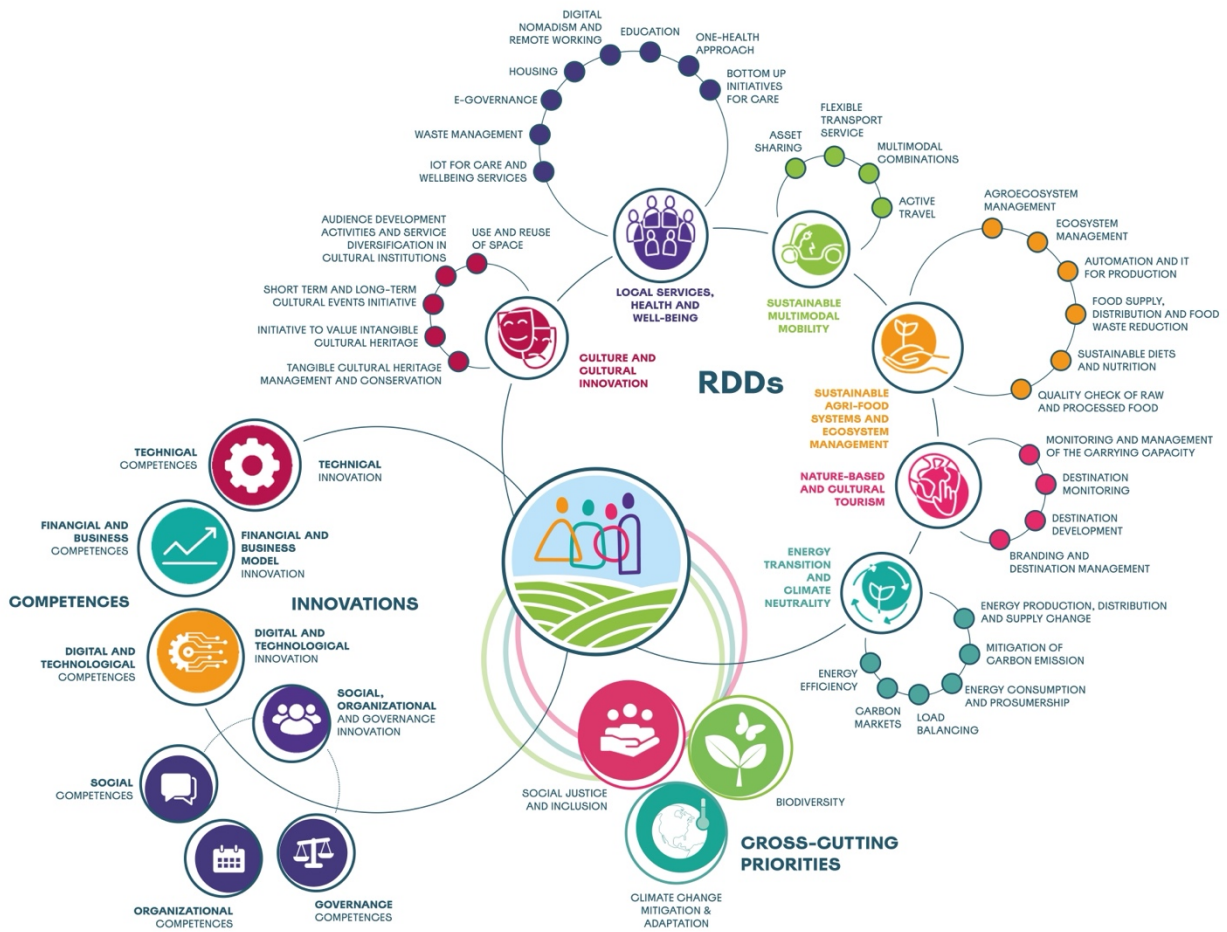 DIGITAL
NOMADISM AND
REMOTE WORKING
EDUCATION
ONE-HEALTH
APPROACH
HOUSING
BOTTOM UP
INITIATIVES
FOR CARE
E-GOVERNANCE
WASTE MANAGEMENT
IOT FOR CARE AND
WELLBEING SERVICES
LOCAL SERVICES,
HEALTH AND
WELL-BEING
FLEXIBLE
TRANSPORT
SERVICE
ASSET
SHARING
MULTIMODAL
COMBINATIONS
ACTIVE
TRAVEL
SUSTAINABLE
MULTIMODAL
MOBILITY
AUDIENCE DEVELOPMENT
ACTIVITIES AND SERVICE
DIVERSIFICATION IN
CULTURAL INSTITUTIONS
USE AND REUSE
OF SPACE
SHORT TERM AND LONG-TERM
CULTURAL EVENTS INITIATIVE
INITIATIVE TO VALUE INTANGIBLE
CULTURAL HERITAGE
TANGIBLE CULTURAL HERITAGE
MANAGEMENT AND CONSERVATION
CULTURE AND
CULTURAL
INNOVATION
RDDs
AGROECOSYSTEM
MANAGEMENT
ECOSYSTEM
MANAGEMENT
AUTOMATION AND IT
FOR PRODUCTION
FOOD SUPPLY,
DISTRIBUTION AND FOOD
WASTE REDUCTION
SUSTAINABLE DIETS
AND NUTRITION
QUALITY CHECK OF RAW
AND PROCESSED FOOD
SUSTAINABLE
AGRI-FOOD
SYSTEMS AND
ECOSYSTEM
MANAGEMENT
MONITORING AND MANAGEMENT
OF THE CARRYING CAPACITY
DESTINATION
MONITORING
DESTINATION
DEVELOPMENT
BRANDING AND
DESTINATION MANAGEMENT
NATURE-BASED
AND CULTURAL
TOURISM
ENERGY
TRANSITION
AND
CLIMATE
NEUTRALITY
ENERGY PRODUCTION, DISTRIBUTION
AND SUPPLY CHANGE
MITIGATION OF
CARBON EMISSION
ENERGY CONSUMPTION
AND PROSUMERSHIP
LOAD
BALANCING
CARBON
MARKETS
ENERGY
EFFICIENCY
TECHNICAL
COMPETENCES
TECHNICAL
INNOVATION
FINANCIAL AND
BUSINESS
COMPETENCES
FINANCIAL AND
BUSINESS
MODEL
INNOVATION
COMPETENCES
INNOVATIONS
DIGITAL AND
TECHNOLOGICAL
COMPETENCES
DIGITAL AND
TECHNOLOGICAL
INNOVATION
SOCIAL,
ORGANIZATIONAL
AND GOVERNANCE
INNOVATION
SOCIAL
COMPETENCES
ORGANIZATIONAL
COMPETENCES
GOVERNANCE
COMPETENCES
SOCIAL JUSTICE
AND INCLUSION
BIODIVERSITY
CROSS-CUTTING
PRIORITIES
CLIMATE CHANGE
MITIGATION &
ADAPTATION